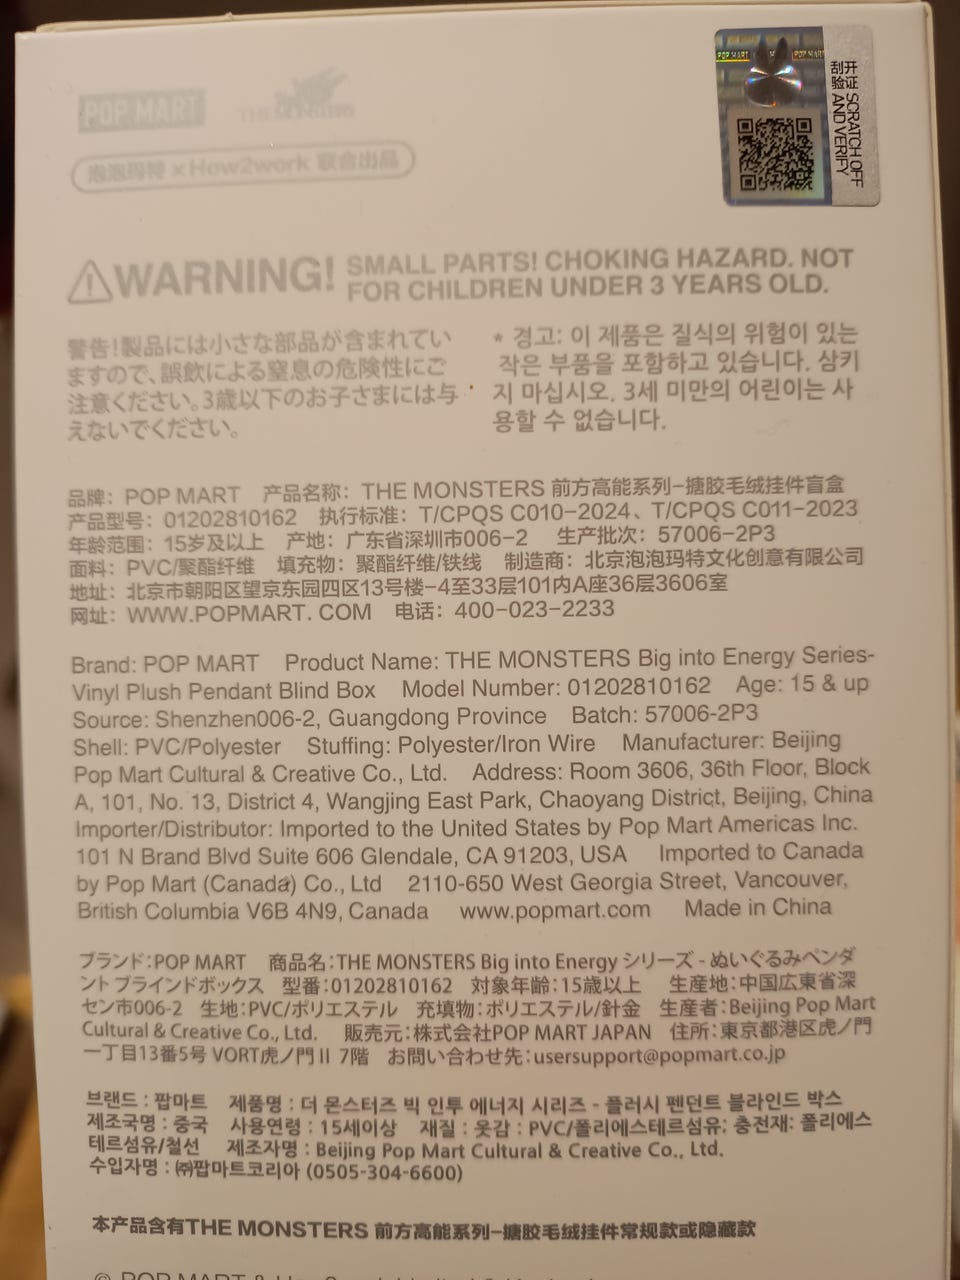 POP MART
THE MONSTERS
泡泡玛特 × How2work 联合出品
POP MART
POP MART
刮开验证 SCRATCH OFF AND VERIFY
WARNING! SMALL PARTS! CHOKING HAZARD. NOT
FOR CHILDREN UNDER 3 YEARS OLD.
警告!製品には小さな部品が含まれてい
ますので、誤飲による窒息の危険性にご
注意ください。3歳以下のお子さまには与
えないでください。
* 경고: 이 제품은 질식의 위험이 있는
작은 부품을 포함하고 있습니다. 삼키
지 마십시오. 3세 미만의 어린이는 사
용할 수 없습니다.
品牌：POP MART 产品名称：THE MONSTERS 前方高能系列-搪胶毛绒挂件盲盒
产品型号：01202810162 执行标准：T/CPQS C010-2024、T/CPQS C011-2023
年龄范围：15岁及以上 产地：广东省深圳市006-2 生产批次：57006-2P3
面料：PVC/聚酯纤维 填充物：聚酯纤维/铁线 制造商：北京泡泡玛特文化创意有限公司
地址：北京市朝阳区望京东园四区13号楼-4至33层101内A座36层3606室
网址：WWW.POPMART. COM 电话：400-023-2233
Brand: POP MART Product Name: THE MONSTERS Big into Energy Series-
Vinyl Plush Pendant Blind Box Model Number: 01202810162 Age: 15 & up
Source: Shenzhen006-2, Guangdong Province Batch: 57006-2P3
Shell: PVC/Polyester Stuffing: Polyester/Iron Wire Manufacturer: Beijing
Pop Mart Cultural & Creative Co., Ltd. Address: Room 3606, 36th Floor, Block
A, 101, No. 13, District 4, Wangjing East Park, Chaoyang District, Beijing, China
Importer/Distributor: Imported to the United States by Pop Mart Americas Inc.
101 N Brand Blvd Suite 606 Glendale, CA 91203, USA Imported to Canada
by Pop Mart (Canada) Co., Ltd 2110-650 West Georgia Street, Vancouver,
British Columbia V6B 4N9, Canada www.popmart.com Made in China
ブランド:POP MART 商品名:THE MONSTERS Big into Energy シリーズ - ぬいぐるみペンダ
ント ブラインドボックス 型番:01202810162 対象年齢:15歳以上 生産地:中国広東省深
セン市006-2 生地:PVC/ポリエステル 充填物:ポリエステル/針金 生産者:Beijing Pop Mart
Cultural & Creative Co., Ltd. 販売元:株式会社POP MART JAPAN 住所:東京都港区虎ノ門
一丁目13番5号 VORT虎ノ門 II 7階 お問い合わせ先:usersupport@popmart.co.jp
브랜드 : 팝마트 제품명 : 더 몬스터즈 빅 인투 에너지 시리즈 - 플러시 펜던트 블라인드 박스
제조국명 : 중국 사용연령 : 15세이상 재질 : 옷감 : PVC/폴리에스테르섬유; 충전재: 폴리에스
테르섬유/철선 제조자명 : Beijing Pop Mart Cultural & Creative Co., Ltd.
수입자명 : ㈜팝마트코리아 (0505-304-6600)
本产品含有THE MONSTERS 前方高能系列-搪胶毛绒挂件常规款或隐藏款
© POP MART &